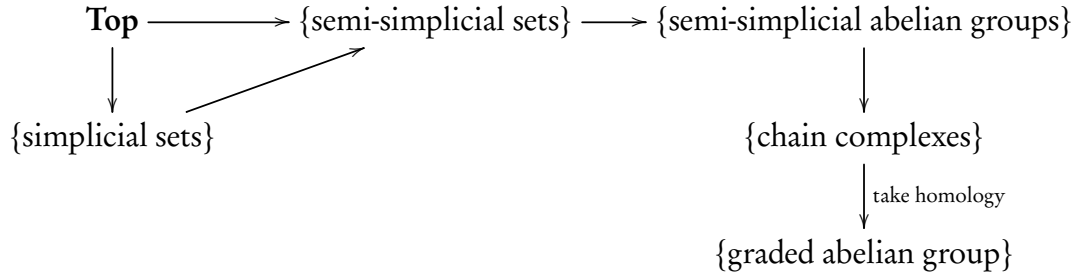 Top {semi-simplicial sets} {semi-simplicial abelian groups}
{simplicial sets} {chain complexes}
take homology
{graded abelian group}